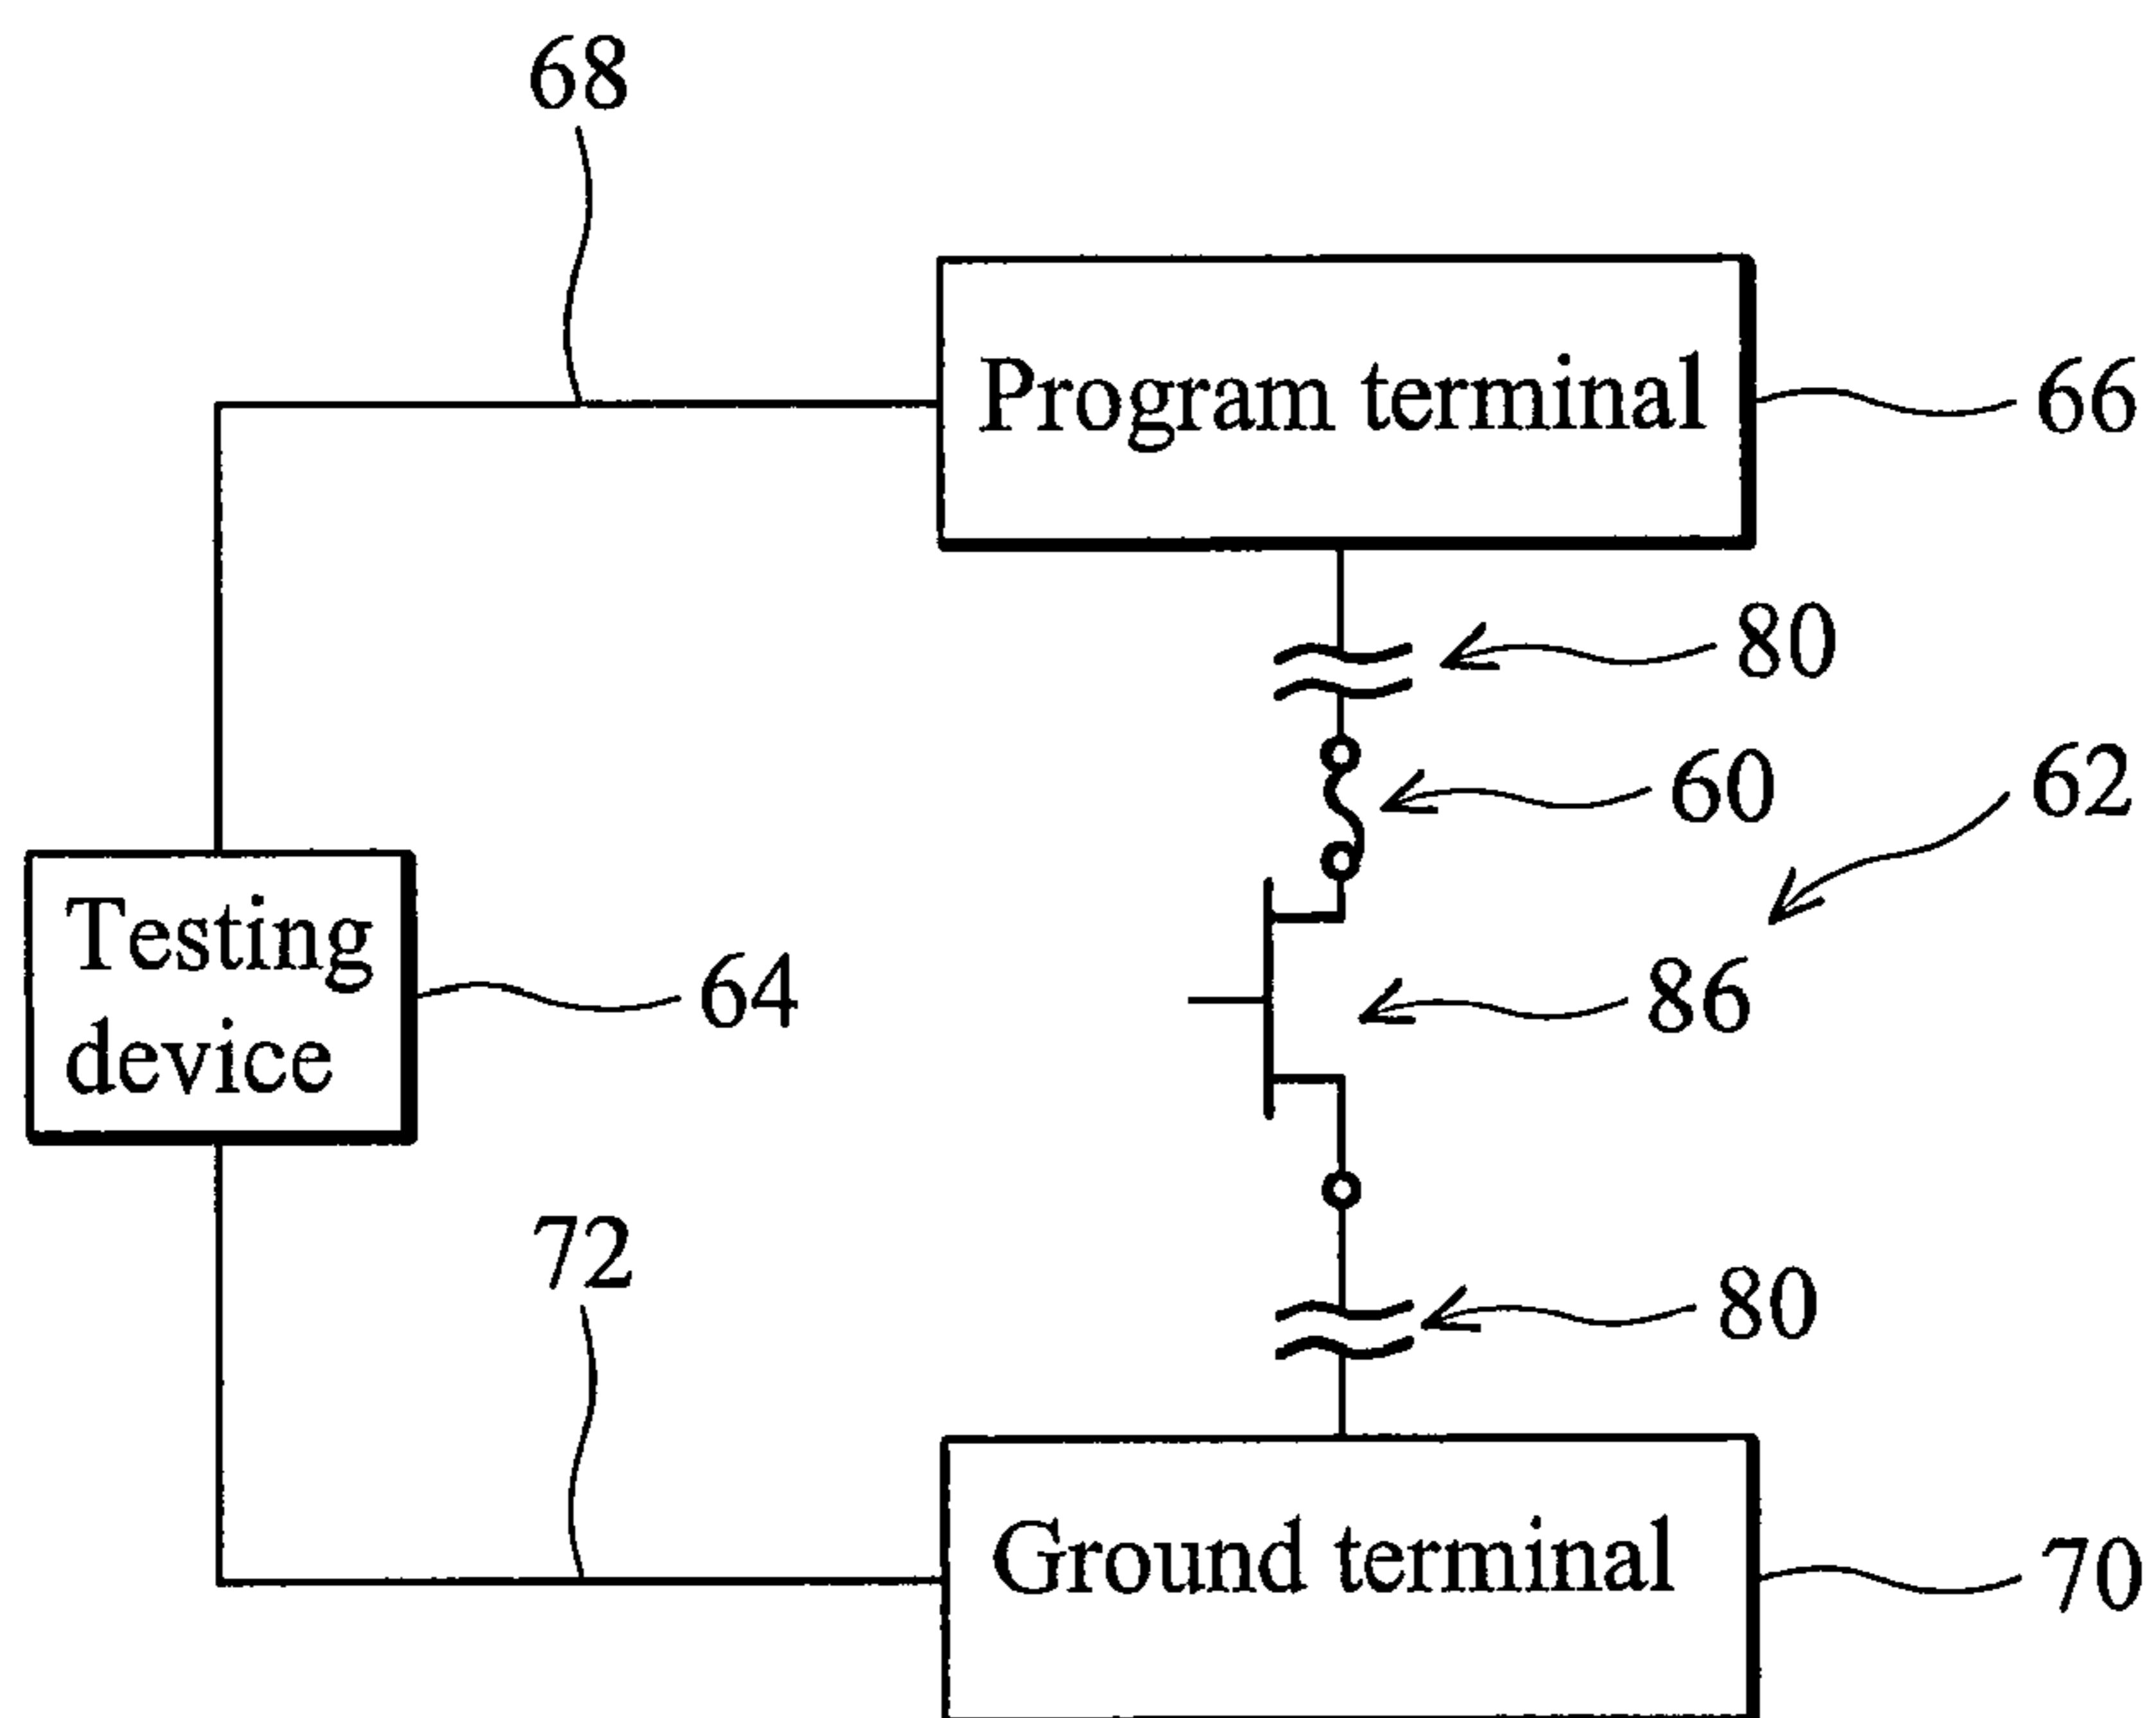 68
Program terminal
66
80
60
62
Testing
device
64
86
72
80
Ground terminal
70